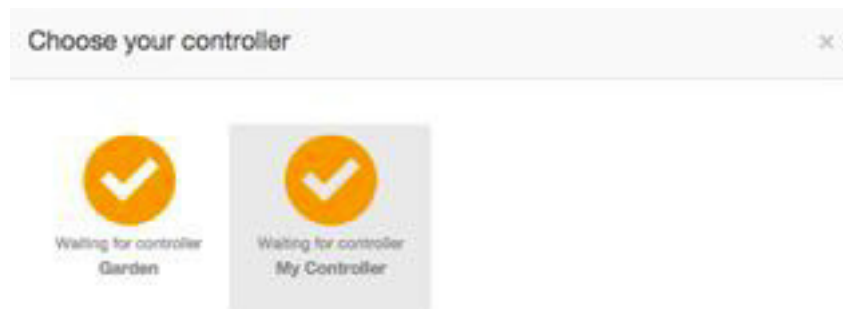 Choose your controller
Waiting for controller
Garden
Waiting for controller
My Controller